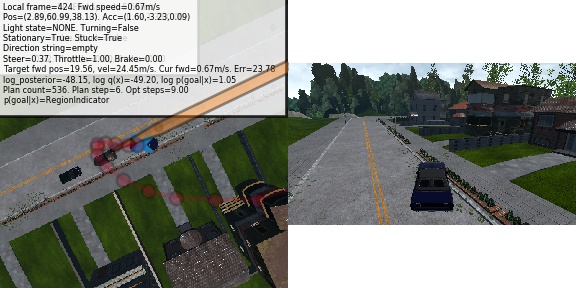 Local frame=424. Fwd speed=0.67m/s
Pos=(2.89,60.99,38.13). Acc=(1.60,-3.23,0.09)
Light state=NONE. Turning=False
Stationary=True. Stuck=True
Direction string=empty
Steer=0.37, Throttle=1.00, Brake=0.00
Target fwd pos=19.56, vel=24.45m/s. Cur fwd=0.67m/s. Err=23.78
log_posterior=-48.15, log q(x)=-49.20, log p(goal|x)=1.05
Plan count=536. Plan step=6. Opt steps=9.00
p(goal|x)=RegionIndicator